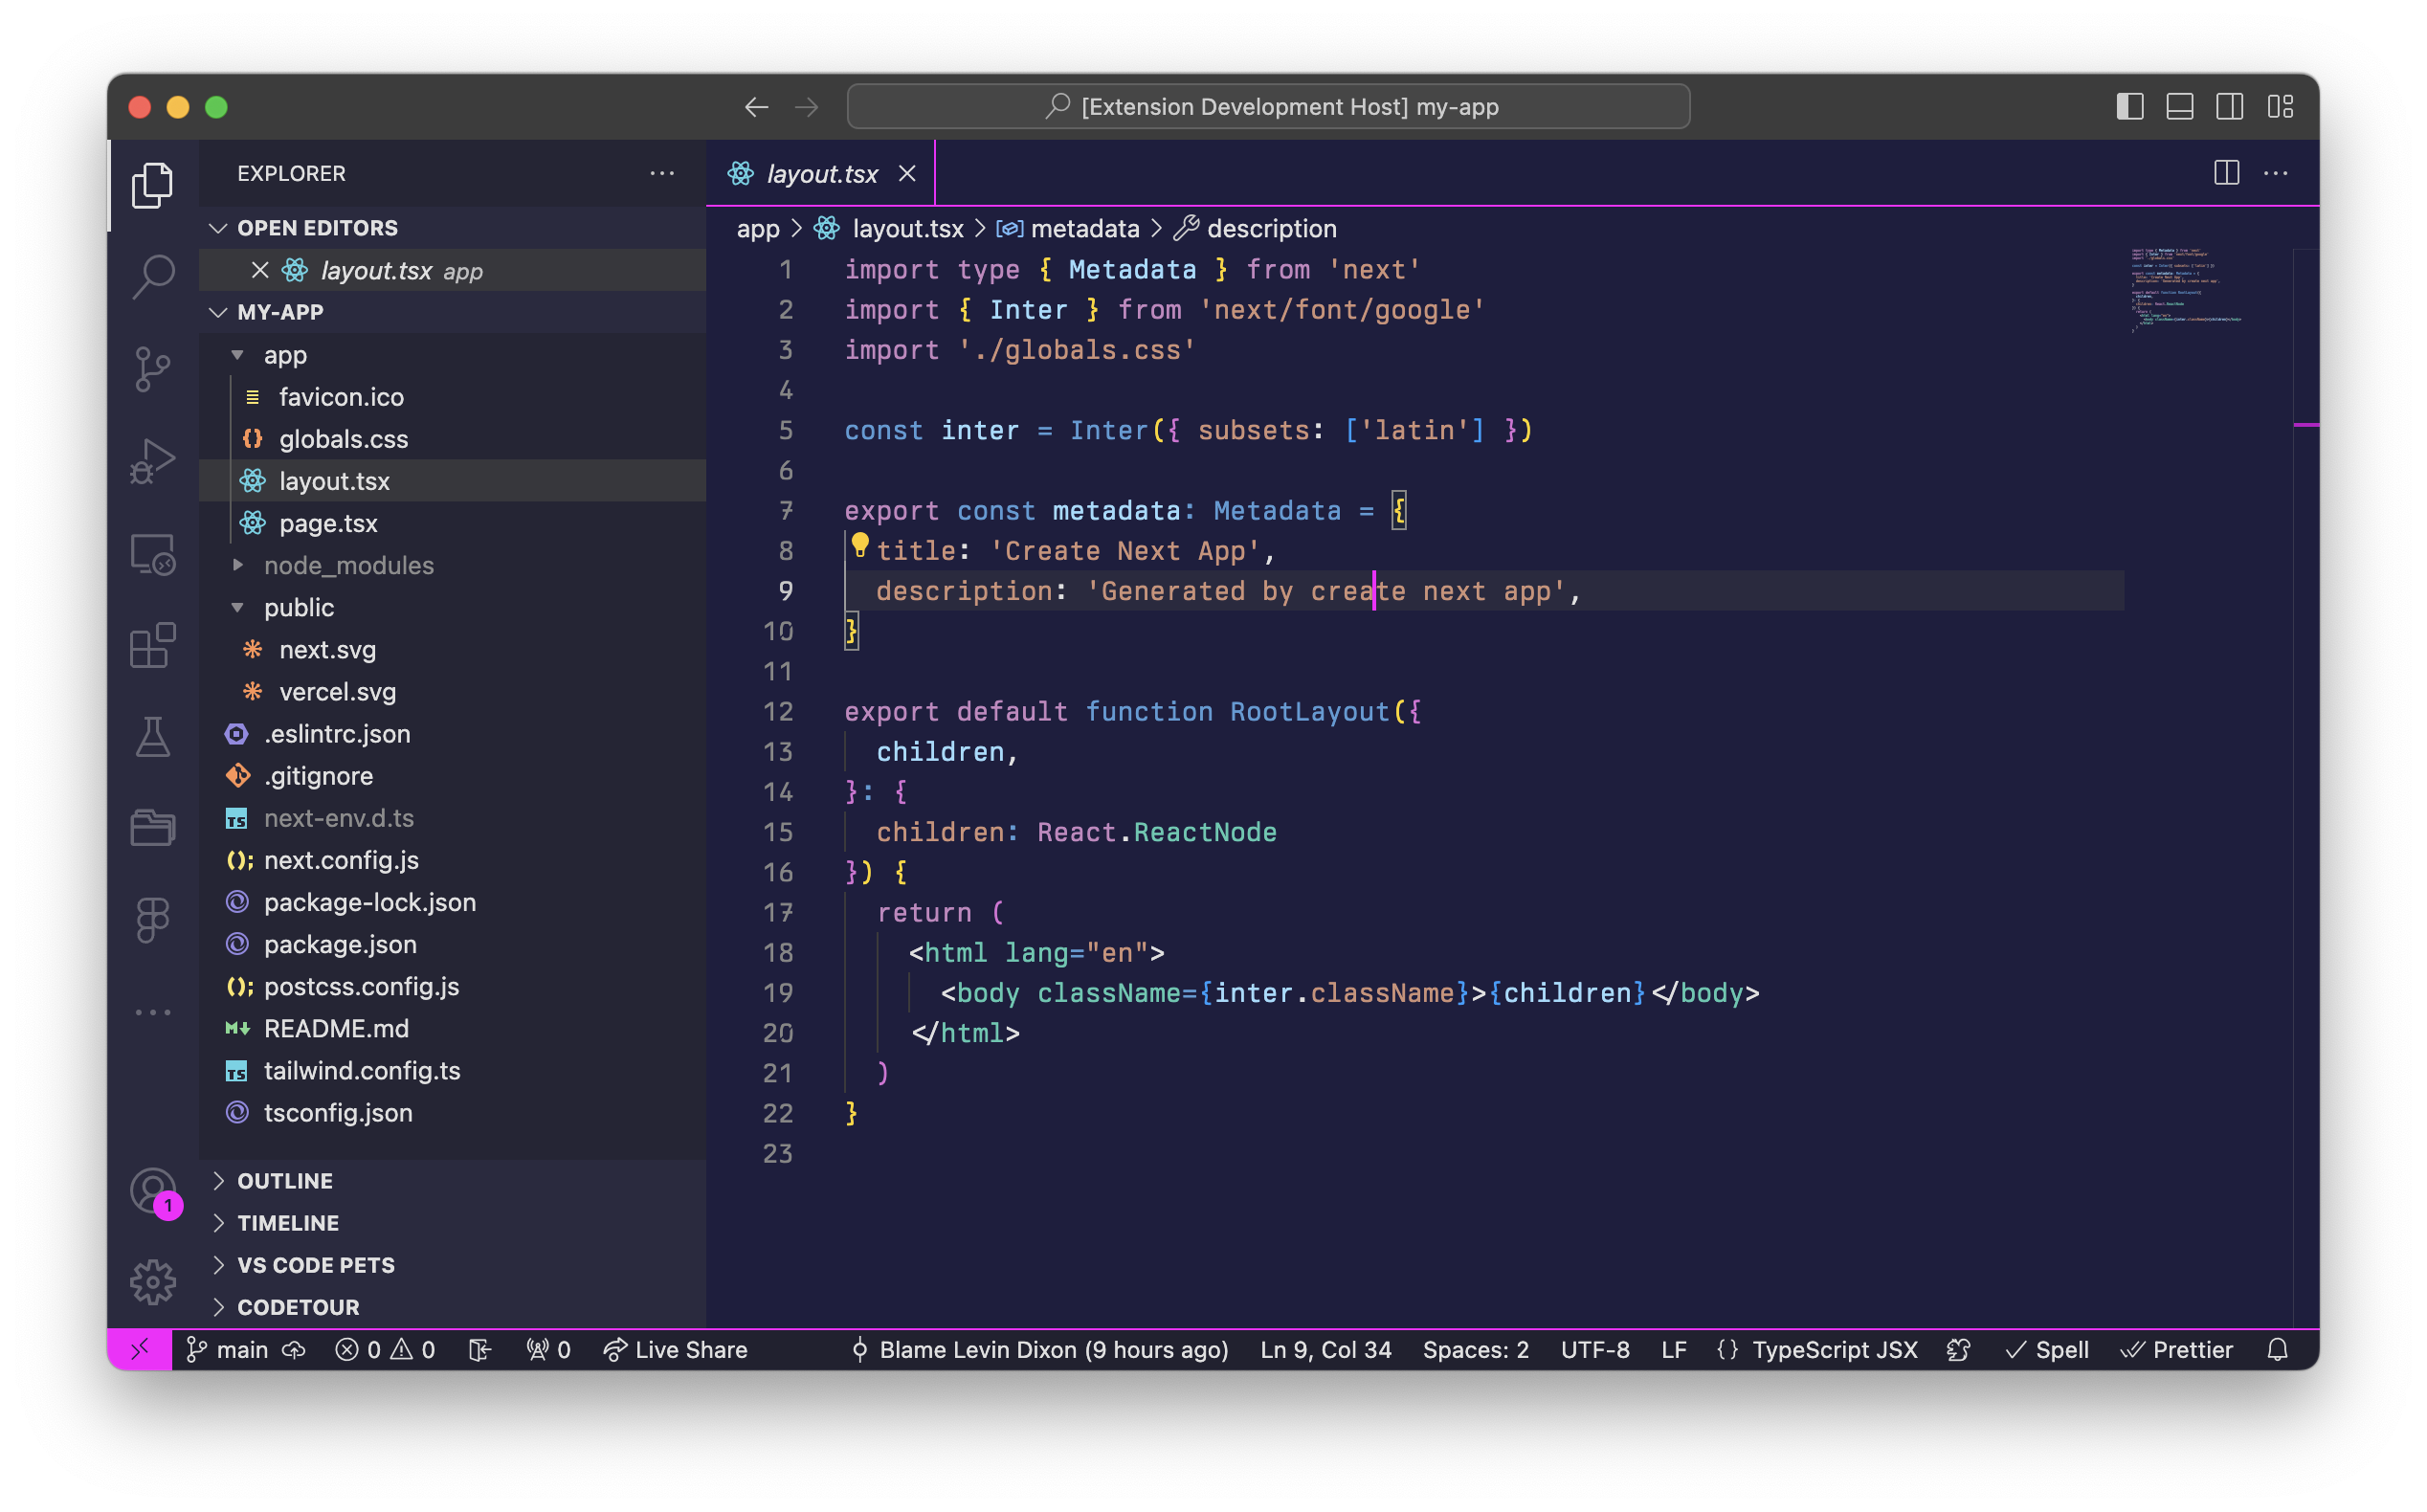 [Extension Development Host] my-app
EXPLORER
OPEN EDITORS
layout.tsx app
MY-APP
app
favicon.ico
globals.css
layout.tsx
page.tsx
node_modules
public
next.svg
vercel.svg
.eslintrc.json
.gitignore
TS next-env.d.ts
next.config.js
package-lock.json
package.json
postcss.config.js
M README.md
TS tailwind.config.ts
tsconfig.json
OUTLINE
TIMELINE
VS CODE PETS
CODETOUR
1
layout.tsx
app > layout.tsx > metadata > description
1 import type { Metadata } from 'next'
2 import { Inter } from 'next/font/google'
3 import './globals.css'
4
5 const inter = Inter({ subsets: ['latin'] })
6
7 export const metadata: Metadata = {
8 title: 'Create Next App',
9 description: 'Generated by create next app',
10 }
11
12 export default function RootLayout({
13 children,
14 }: {
15 children: React.ReactNode
16 }) {
17 return (
18 <html lang="en">
19 <body className={inter.className}>{children}</body>
20 </html>
21 )
22 }
23
main 0 0 0 Live Share Blame Levin Dixon (9 hours ago) Ln 9, Col 34 Spaces: 2 UTF-8 LF {} TypeScript JSX Spell Prettier